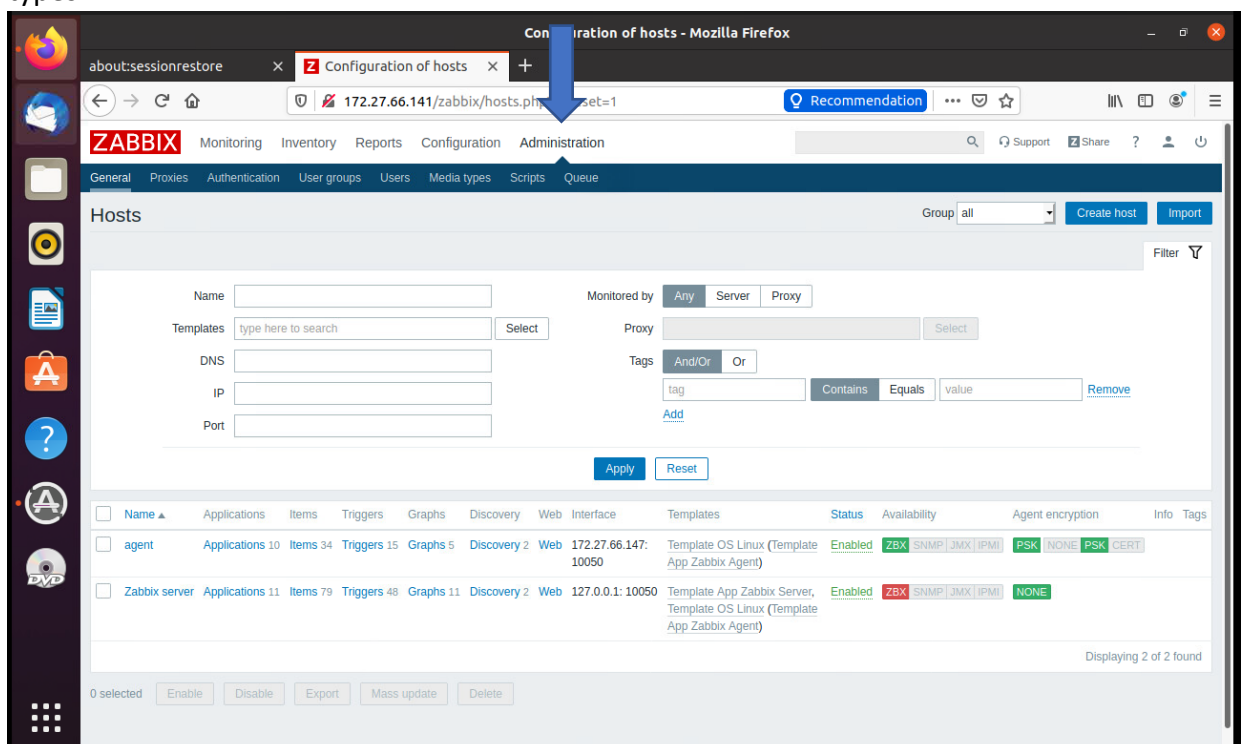 types
Configuration of hosts - Mozilla Firefox
about:sessionrestore
Z Configuration of hosts
172.27.66.141/zabbix/hosts.ph set=1
Recommendation
ZABBIX Monitoring Inventory Reports Configuration Administration Support Z Share ?
General Proxies Authentication User groups Users Media types Scripts Queue
Hosts Group all Create host Import
Filter
Name Monitored by Any Server Proxy
Templates type here to search Select Proxy Select
DNS Tags And/Or Or
IP tag Contains Equals value Remove
Port Add
Apply Reset
Name Applications Items Triggers Graphs Discovery Web Interface Templates Status Availability Agent encryption Info Tags
agent Applications 10 Items 34 Triggers 15 Graphs 5 Discovery 2 Web 172.27.66.147: Template OS Linux (Template Enabled ZBX SNMP JMX IPMI PSK NONE PSK CERT
10050 App Zabbix Agent)
Zabbix server Applications 11 Items 79 Triggers 48 Graphs 11 Discovery 2 Web 127.0.0.1: 10050 Template App Zabbix Server, Enabled ZBX SNMP JMX IPMI NONE
Template OS Linux (Template
App Zabbix Agent)
Displaying 2 of 2 found
0 selected Enable Disable Export Mass update Delete
DVD